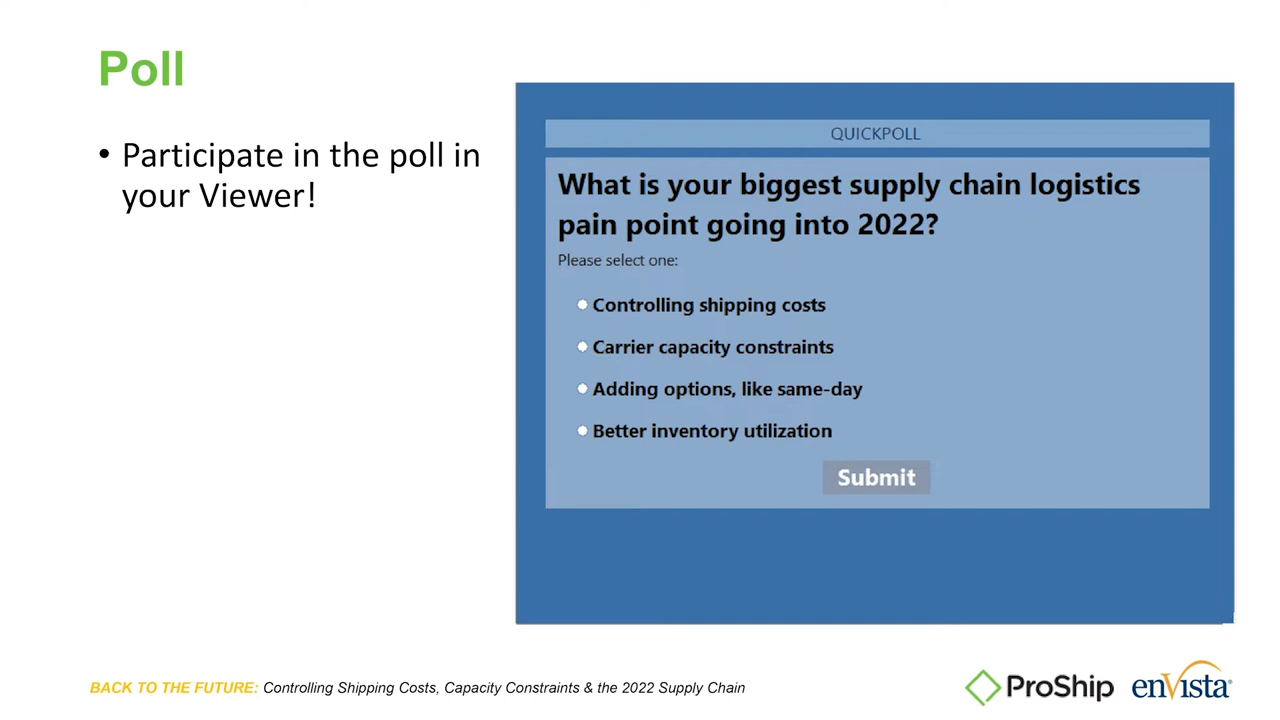 Poll
• Participate in the poll in
your Viewer!
QUICKPOLL
What is your biggest supply chain logistics
pain point going into 2022?
Please select one:
Controlling shipping costs
Carrier capacity constraints
Adding options, like same-day
Better inventory utilization
Submit
BACK TO THE FUTURE: Controlling Shipping Costs, Capacity Constraints & the 2022 Supply Chain
ProShip
enVista®